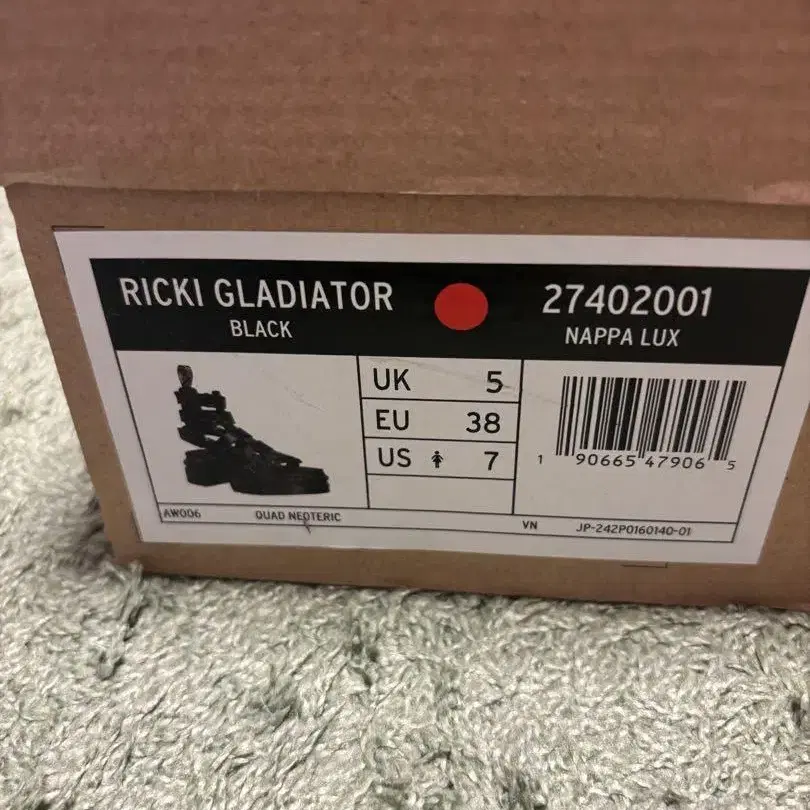 RICKI GLADIATOR
BLACK
27402001
NAPPA LUX
UK 5
EU 38
US 7
1 90665 47906 5
AW006 QUAD NEOTERIC VN JP-242P0160140-01